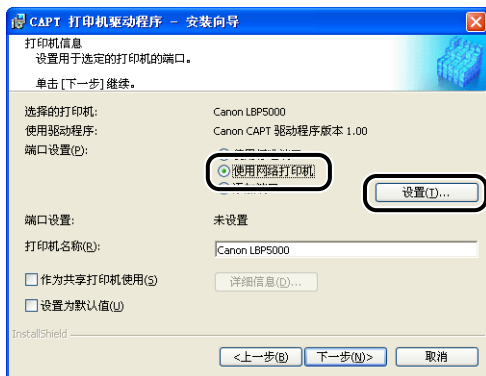 CAPT 打印机驱动程序 - 安装向导
打印机信息
设置用于选定的打印机的端口。
单击 [下一步] 继续。
选择的打印机: Canon LBP5000
使用驱动程序: Canon CAPT 驱动程序版本 1.00
端口设置(P):
使用网络打印机
设置(T)...
端口设置: 未设置
打印机名称(R): Canon LBP5000
作为共享打印机使用(S) 详细信息(D)...
设置为默认值(U)
InstallShield
<上一步(B) 下一步(N)> 取消